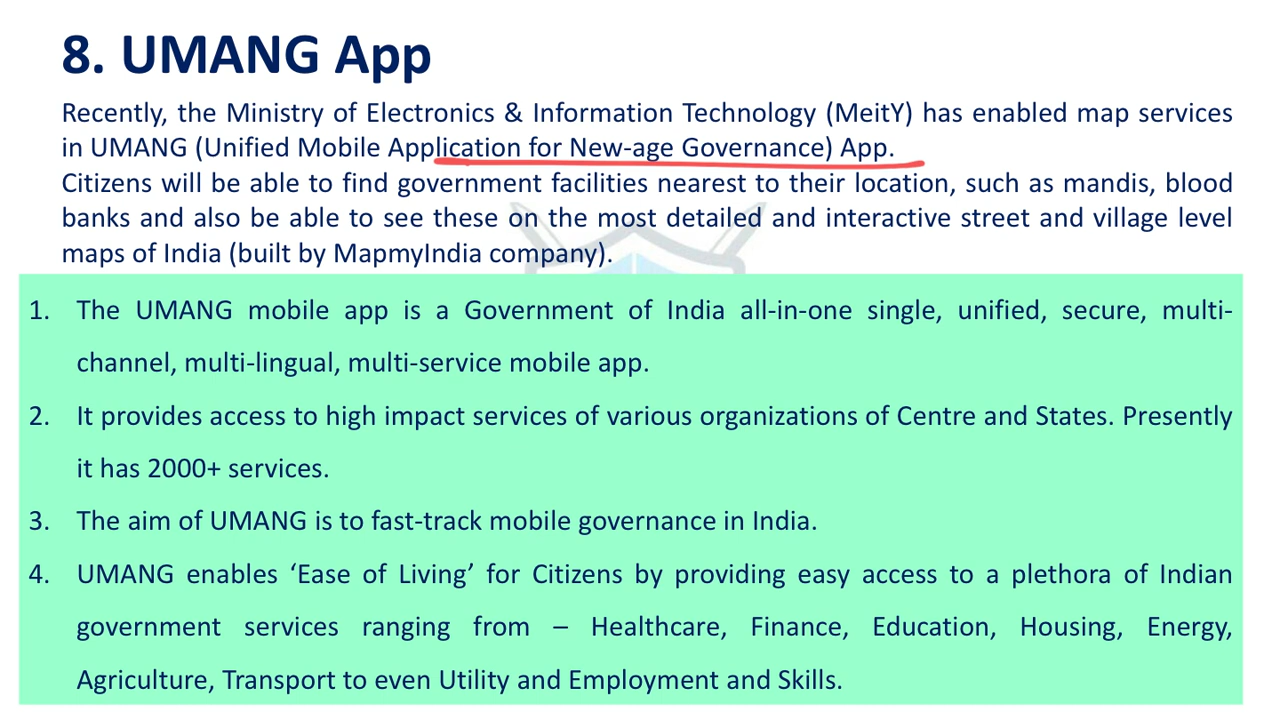 8. UMANG App
Recently, the Ministry of Electronics & Information Technology (MeitY) has enabled map services
in UMANG (Unified Mobile Application for New-age Governance) App.
Citizens will be able to find government facilities nearest to their location, such as mandis, blood
banks and also be able to see these on the most detailed and interactive street and village level
maps of India (built by MapmyIndia company).
1. The UMANG mobile app is a Government of India all-in-one single, unified, secure, multi-
channel, multi-lingual, multi-service mobile app.
2. It provides access to high impact services of various organizations of Centre and States. Presently
it has 2000+ services.
3. The aim of UMANG is to fast-track mobile governance in India.
4. UMANG enables ‘Ease of Living’ for Citizens by providing easy access to a plethora of Indian
government services ranging from – Healthcare, Finance, Education, Housing, Energy,
Agriculture, Transport to even Utility and Employment and Skills.